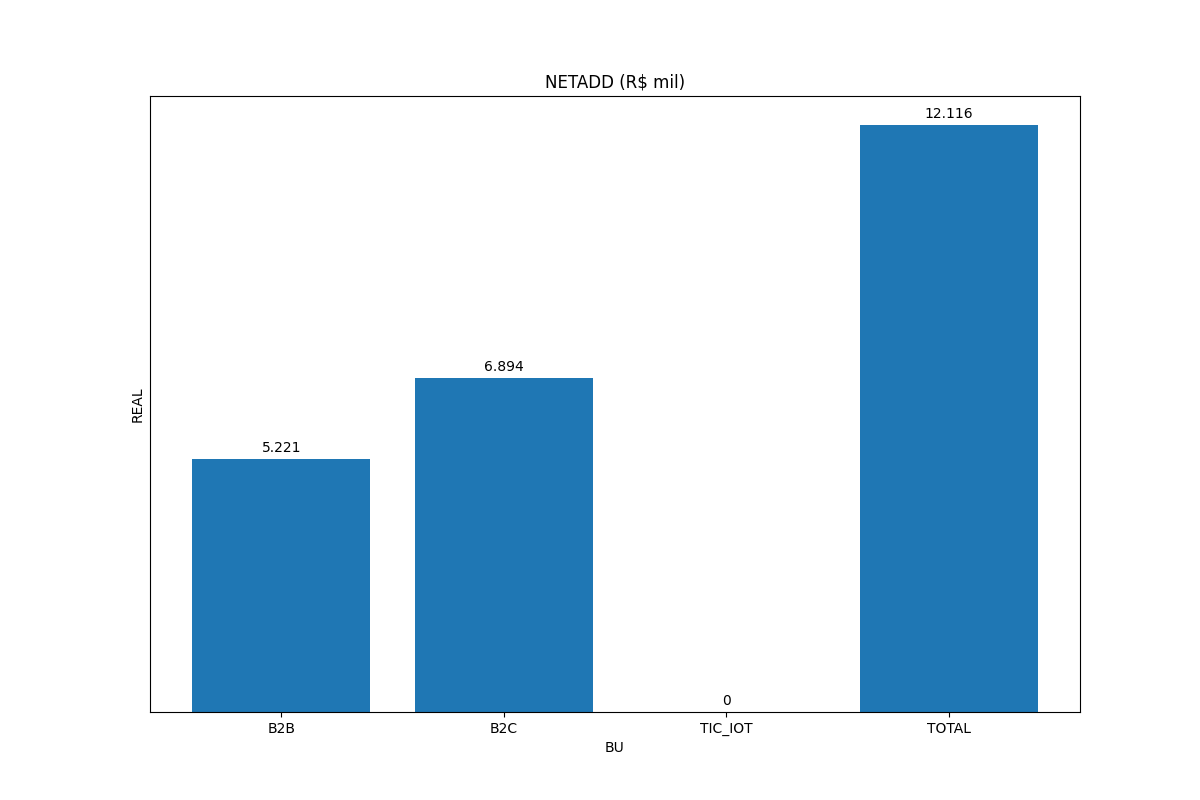 NETADD (R$ mil)
12.116
6.894
5.221
0
REAL
B2B
B2C
TIC_IOT
TOTAL
BU